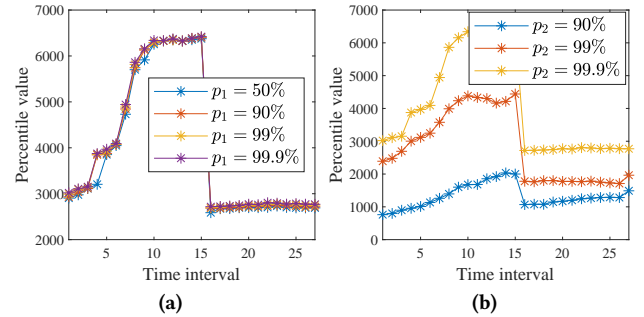 7000
6000
5000
4000
3000
2000
Percentile value
p₁ = 50%
p₁ = 90%
p₁ = 99%
p₁ = 99.9%
5 10 15 20 25
Time interval
(a)
7000
6000
5000
4000
3000
2000
1000
0
Percentile value
p₂ = 90%
p₂ = 99%
p₂ = 99.9%
5 10 15 20 25
Time interval
(b)